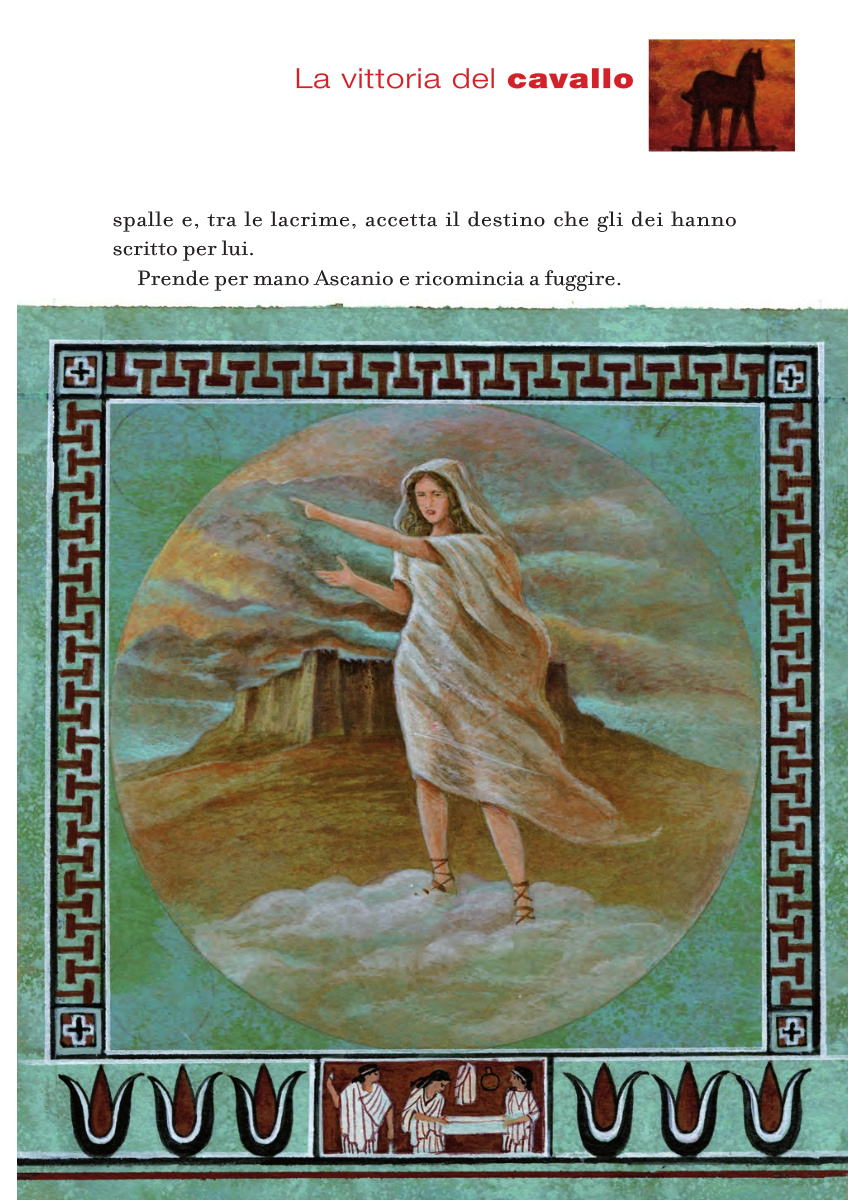 La vittoria del cavallo
spalle e, tra le lacrime, accetta il destino che gli dei hanno
scritto per lui.
Prende per mano Ascanio e ricomincia a fuggire.